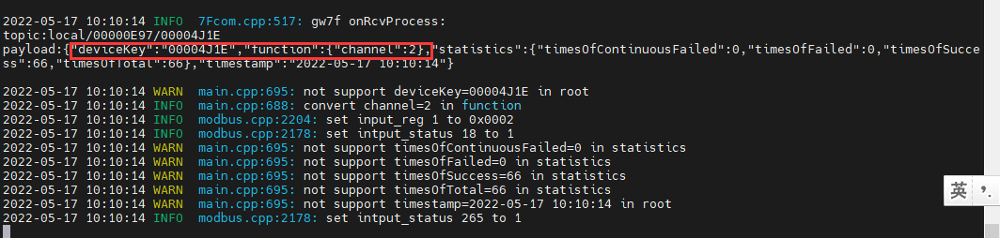 2022-05-17 10:10:14 INFO  7Fcom.cpp:517: gw7f onRcvProcess:
topic:local/00000E97/00004J1E
payload:{"deviceKey":"00004J1E","function":{"channel":2},"statistics":{"timesOfContinuousFailed":0,"timesOfFailed":0,"timesOfSucce
ss":66,"timesOfTotal":66},"timestamp":"2022-05-17 10:10:14"}
2022-05-17 10:10:14 WARN  main.cpp:695: not support deviceKey=00004J1E in root
2022-05-17 10:10:14 INFO  main.cpp:688: convert channel=2 in function
2022-05-17 10:10:14 INFO  modbus.cpp:2204: set input_reg 1 to 0x0002
2022-05-17 10:10:14 INFO  modbus.cpp:2178: set intput_status 18 to 1
2022-05-17 10:10:14 WARN  main.cpp:695: not support timesOfContinuousFailed=0 in statistics
2022-05-17 10:10:14 WARN  main.cpp:695: not support timesOfFailed=0 in statistics
2022-05-17 10:10:14 WARN  main.cpp:695: not support timesOfSuccess=66 in statistics
2022-05-17 10:10:14 WARN  main.cpp:695: not support timesOfTotal=66 in statistics
2022-05-17 10:10:14 WARN  main.cpp:695: not support timestamp=2022-05-17 10:10:14 in root
2022-05-17 10:10:14 INFO  modbus.cpp:2178: set intput_status 265 to 1
英 ’,